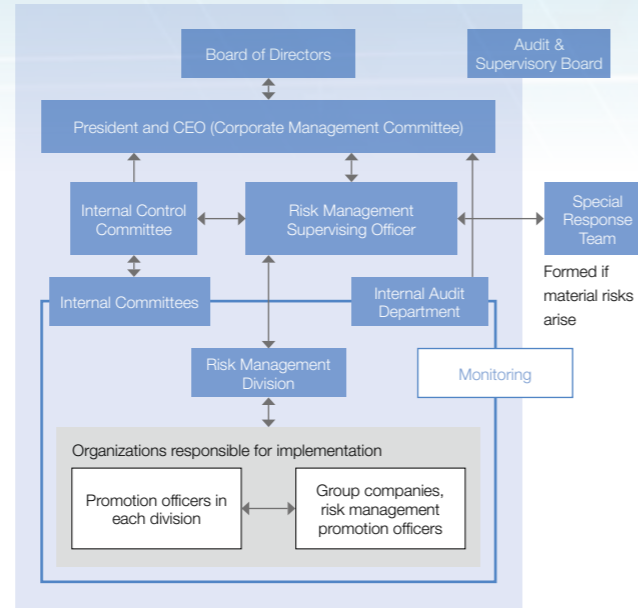 Board of Directors
Audit &
Supervisory Board
President and CEO (Corporate Management Committee)
Internal Control
Committee
Risk Management
Supervising Officer
Special
Response
Team
Formed if
material risks
arise
Internal Committees
Internal Audit
Department
Risk Management
Division
Monitoring
Organizations responsible for implementation
Promotion officers in
each division
Group companies,
risk management
promotion officers